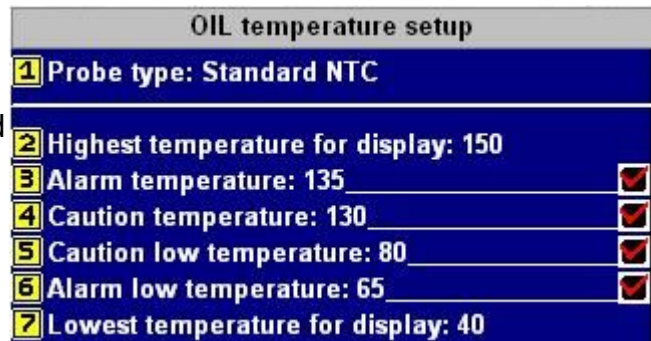 OIL temperature setup
1 Probe type: Standard NTC
2 Highest temperature for display: 150
3 Alarm temperature: 135
4 Caution temperature: 130
5 Caution low temperature: 80
6 Alarm low temperature: 65
7 Lowest temperature for display: 40